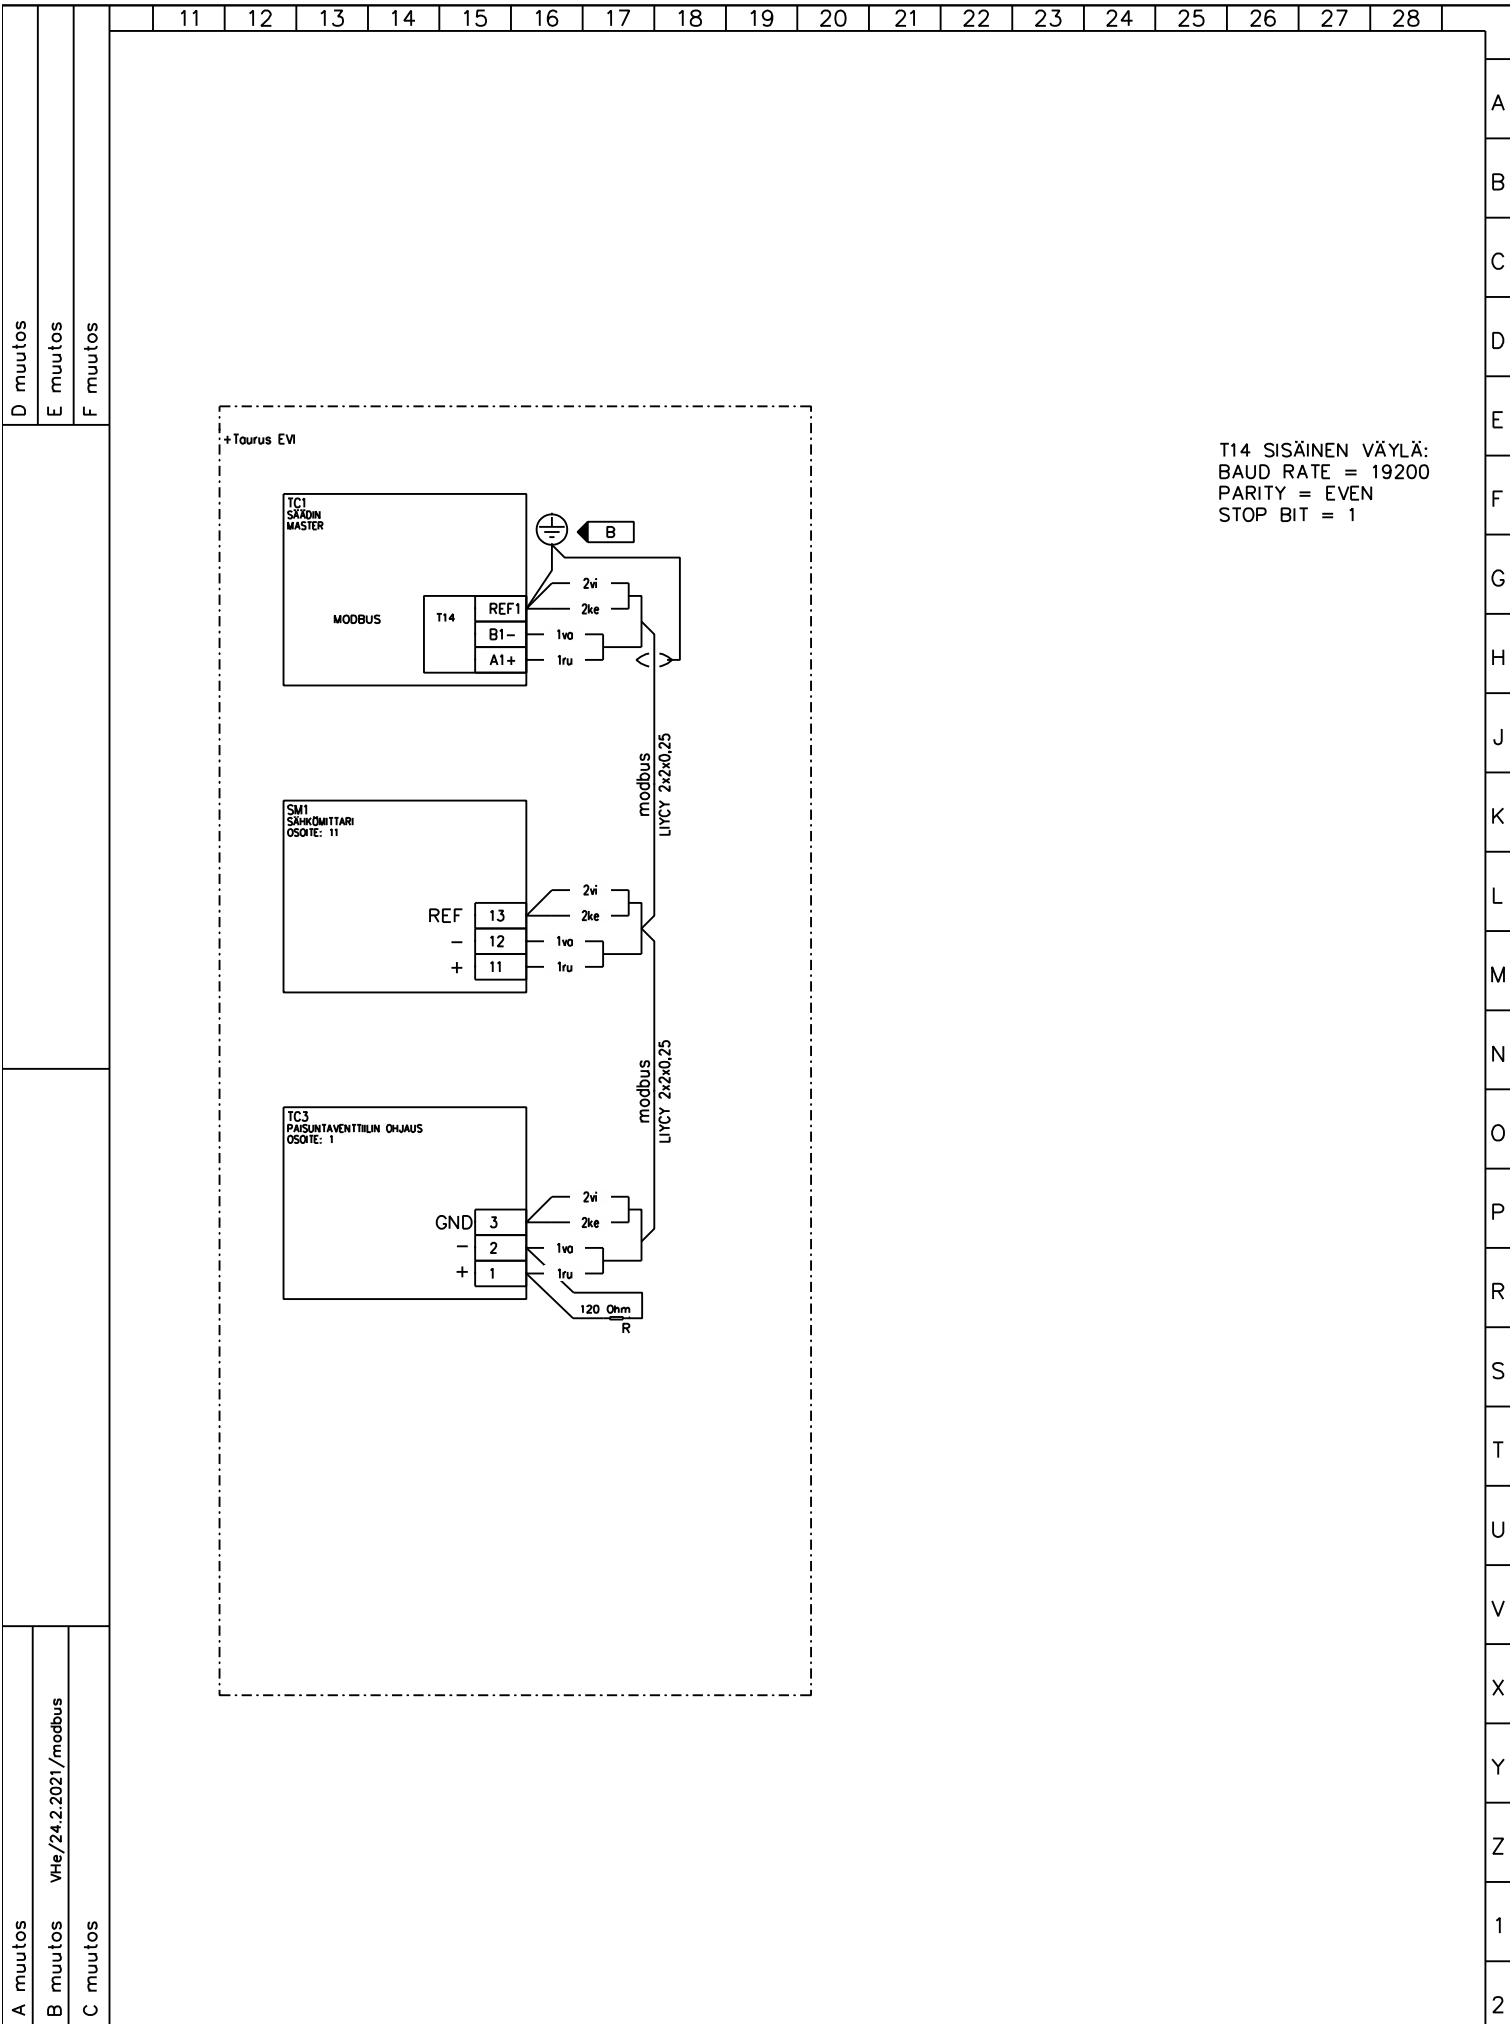 11 12 13 14 15 16 17 18 19 20 21 22 23 24 25 26 27 28
A
B
C
D
E
F
G
H
J
K
L
M
N
O
P
R
S
T
U
V
X
Y
Z
1
2
D muutos
E muutos
F muutos
A muutos
B muutos VHe/24.2.2021/modbus
C muutos
+Taurus EVI
T14 SISÄINEN VÄYLÄ:
BAUD RATE = 19200
PARITY = EVEN
STOP BIT = 1
TC1
SÄÄDIN
MASTER
B
MODBUS
T14
REF1
B1-
A1+
2vi
2ke
1va
1ru
modbus
LIYCY 2x2x0,25
SM1
SÄHKÖMITTARI
OSOITE: 11
REF 13
- 12
+ 11
2vi
2ke
1va
1ru
modbus
LIYCY 2x2x0,25
TC3
PAISUNTAVENTTIILIN OHJAUS
OSOITE: 1
GND 3
- 2
+ 1
2vi
2ke
1va
1ru
120 Ohm
R